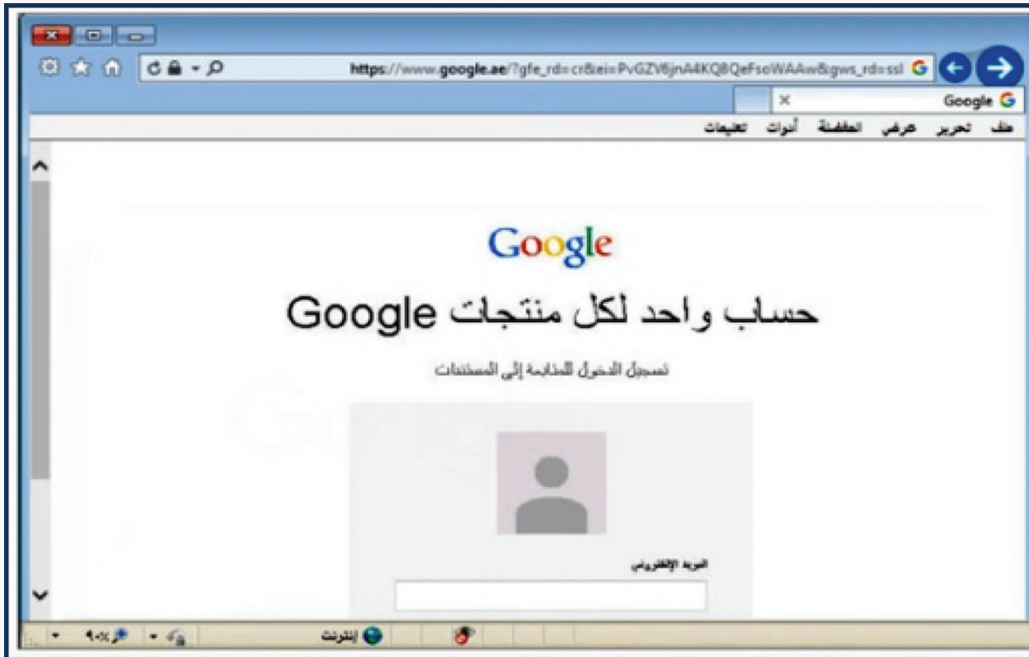 https://www.google.ae/?gfe_rd=cr&ei=PvGZV6jnA4KQ8QeFsoWAAw&gws_rd=ssl
Google
ملف تحرير عرض المفضلة أدوات تعليمات
Google
حساب واحد لكل منتجات Google
تسجيل الدخول للمتابعة إلى المستندات
البريد الإلكتروني
إنترنت
٩٠٪